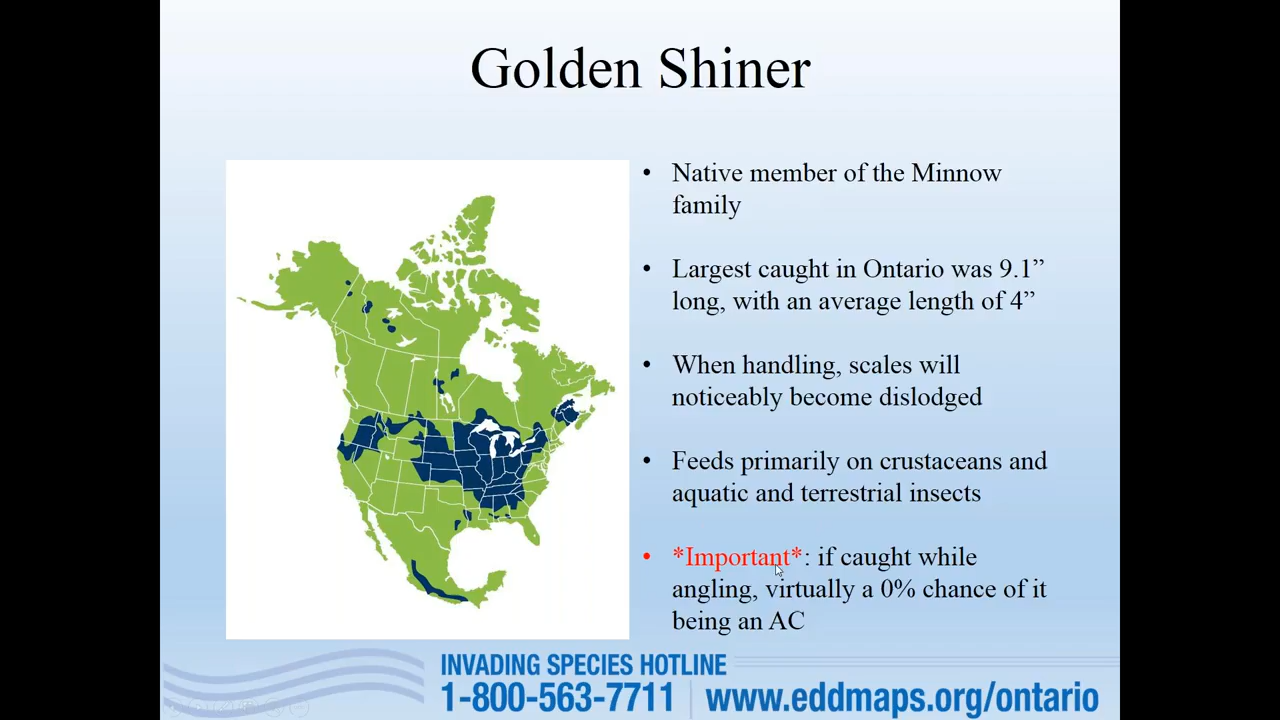 Golden Shiner
• Native member of the Minnow
family
• Largest caught in Ontario was 9.1”
long, with an average length of 4”
• When handling, scales will
noticeably become dislodged
• Feeds primarily on crustaceans and
aquatic and terrestrial insects
• *Important*: if caught while
angling, virtually a 0% chance of it
being an AC
INVADING SPECIES HOTLINE
1-800-563-7711
www.eddmaps.org/ontario